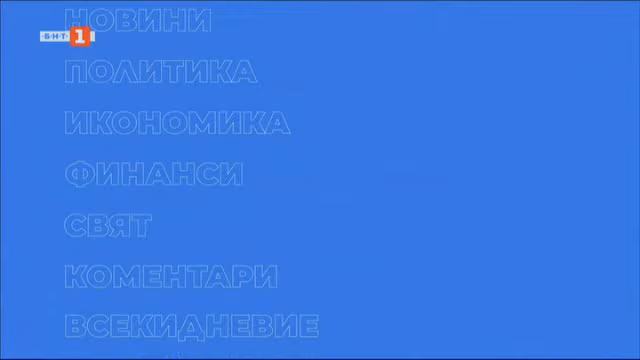 НОВИНИ
БНТ 1
ПОЛИТИКА
ИКОНОМИКА
ФИНАНСИ
СВЯТ
КОМЕНТАРИ
ВСЕКИДНЕВИЕ